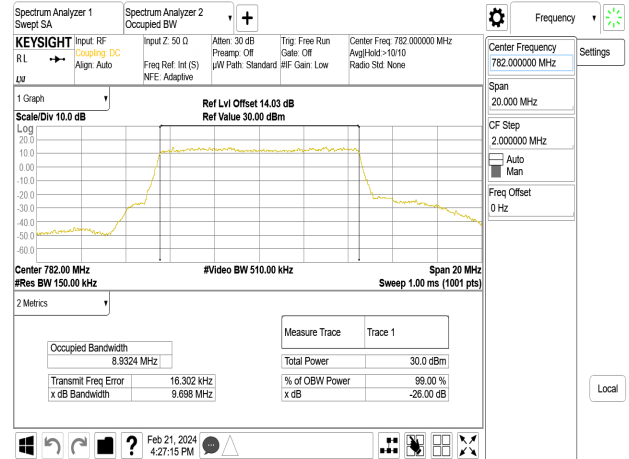 Spectrum Analyzer 1
Swept SA
Spectrum Analyzer 2
Occupied BW
Frequency
KEYSIGHT
RL
Input: RF
Coupling: DC
Align: Auto
Input Z: 50 Ω
Freq Ref: Int (S)
NFE: Adaptive
Atten: 30 dB
Preamp: Off
µW Path: Standard
Trig: Free Run
Gate: Off
#IF Gain: Low
Center Freq: 782.000000 MHz
Avg|Hold:>10/10
Radio Std: None
Center Frequency
782.000000 MHz
Settings
Span
20.000 MHz
CF Step
2.000000 MHz
Auto
Man
Freq Offset
0 Hz
Local
1 Graph
Scale/Div 10.0 dB
Ref Lvl Offset 14.03 dB
Ref Value 30.00 dBm
Log
20.0
10.0
0.00
-10.0
-20.0
-30.0
-40.0
-50.0
-60.0
Center 782.00 MHz
#Video BW 510.00 kHz
Span 20 MHz
#Res BW 150.00 kHz
Sweep 1.00 ms (1001 pts)
2 Metrics
Measure Trace
Trace 1
Occupied Bandwidth
8.9324 MHz
Total Power
30.0 dBm
Transmit Freq Error
16.302 kHz
% of OBW Power
99.00 %
x dB Bandwidth
9.698 MHz
x dB
-26.00 dB
?
Feb 21, 2024
4:27:15 PM